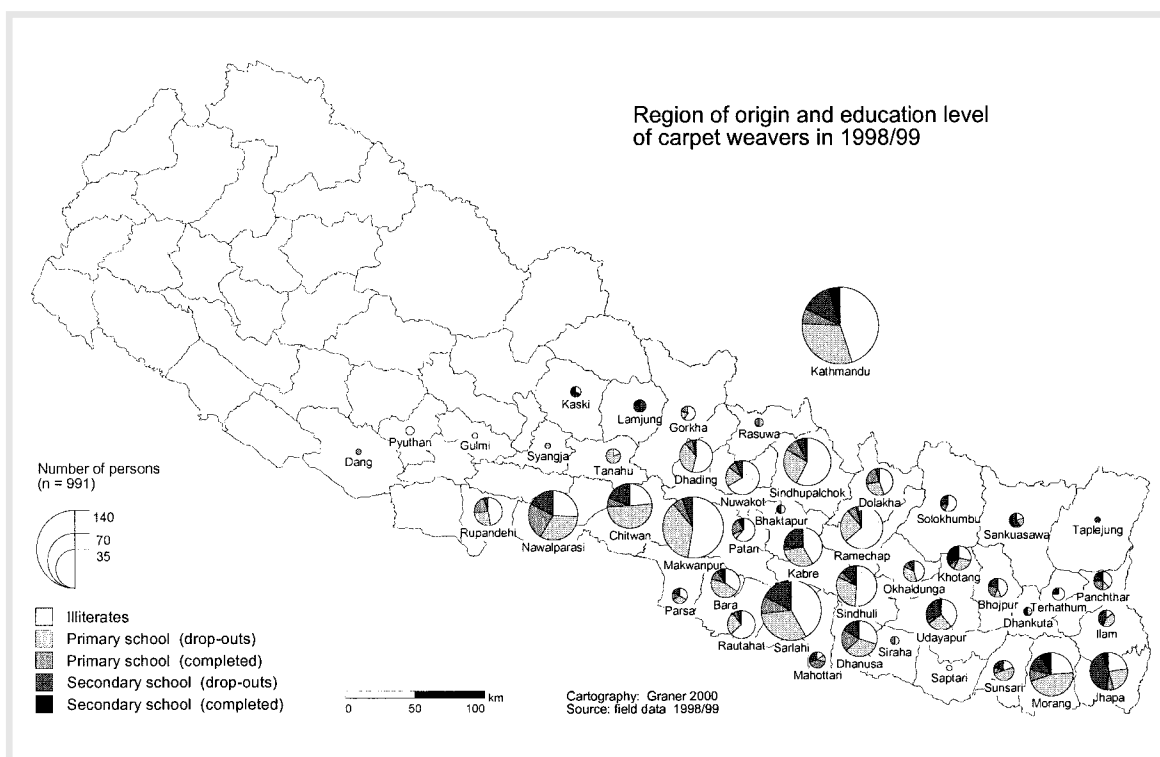 Region of origin and education level
of carpet weavers in 1998/99
Kathmandu
Kaski
Lamjung
Gorkha
Rasuwa
Pyuthan
Gulmi
Syangja
Tanahu
Dang
Dhading
Nuwakot
Sindhupalchok
Dolakha
Solokhumbu
Sankuasawa
Taplejung
Rupandehi
Nawalparasi
Chitwan
Makwanpur
Bhaktapur
Patan
Kabre
Ramechap
Okhaldunga
Khotang
Bhojpur
Terhathum
Panchthar
Dhankuta
Ilam
Parsa
Bara
Rautahat
Sarlahi
Sindhuli
Udayapur
Mahottari
Dhanusa
Siraha
Saptari
Sunsari
Morang
Jhapa
Number of persons
(n = 991)
140
70
35
Illiterates
Primary school (drop-outs)
Primary school (completed)
Secondary school (drop-outs)
Secondary school (completed)
km
0 50 100
Cartography: Graner 2000
Source: field data 1998/99